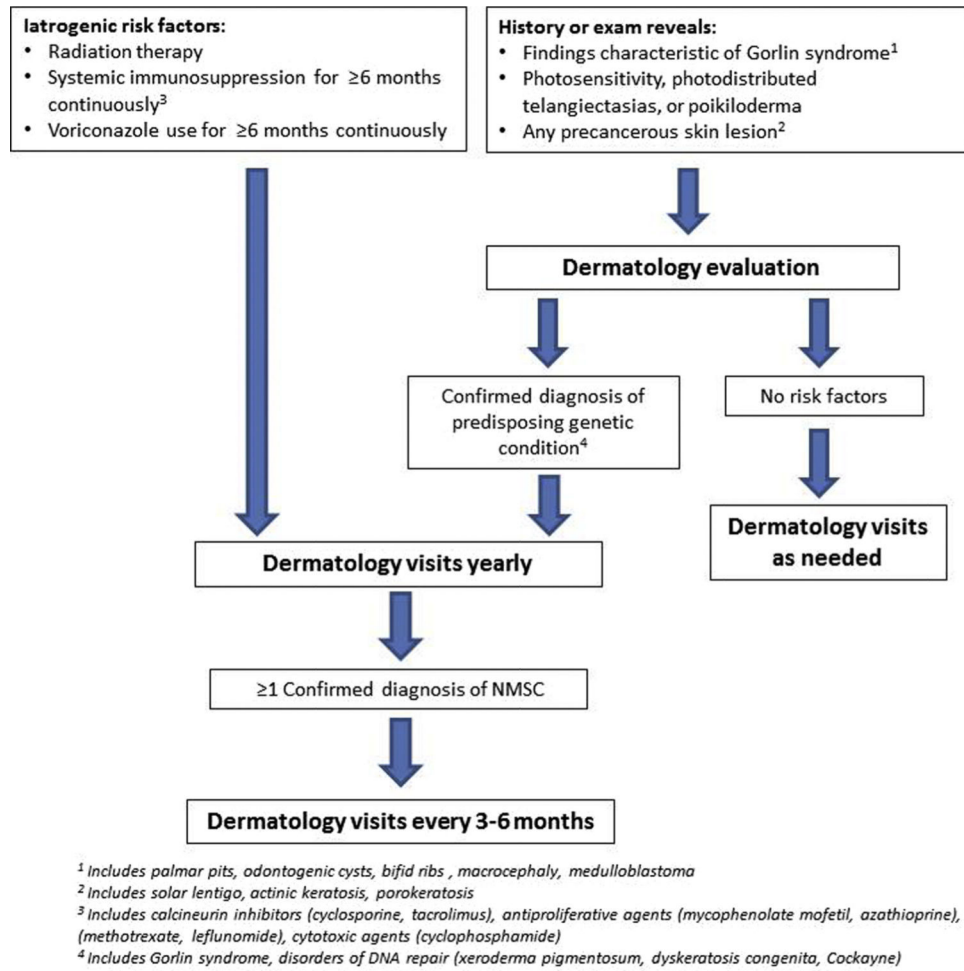 Iatrogenic risk factors:
• Radiation therapy
• Systemic immunosuppression for ≥6 months
continuously³
• Voriconazole use for ≥6 months continuously
History or exam reveals:
• Findings characteristic of Gorlin syndrome¹
• Photosensitivity, photodistributed
telangiectasias, or poikiloderma
• Any precancerous skin lesion²
Dermatology evaluation
Confirmed diagnosis of
predisposing genetic
condition⁴
No risk factors
Dermatology visits
as needed
Dermatology visits yearly
≥1 Confirmed diagnosis of NMSC
Dermatology visits every 3-6 months
¹ Includes palmar pits, odontogenic cysts, bifid ribs , macrocephaly, medulloblastoma
² Includes solar lentigo, actinic keratosis, porokeratosis
³ Includes calcineurin inhibitors (cyclosporine, tacrolimus), antiproliferative agents (mycophenolate mofetil, azathioprine),
(methotrexate, leflunomide), cytotoxic agents (cyclophosphamide)
⁴ Includes Gorlin syndrome, disorders of DNA repair (xeroderma pigmentosum, dyskeratosis congenita, Cockayne)